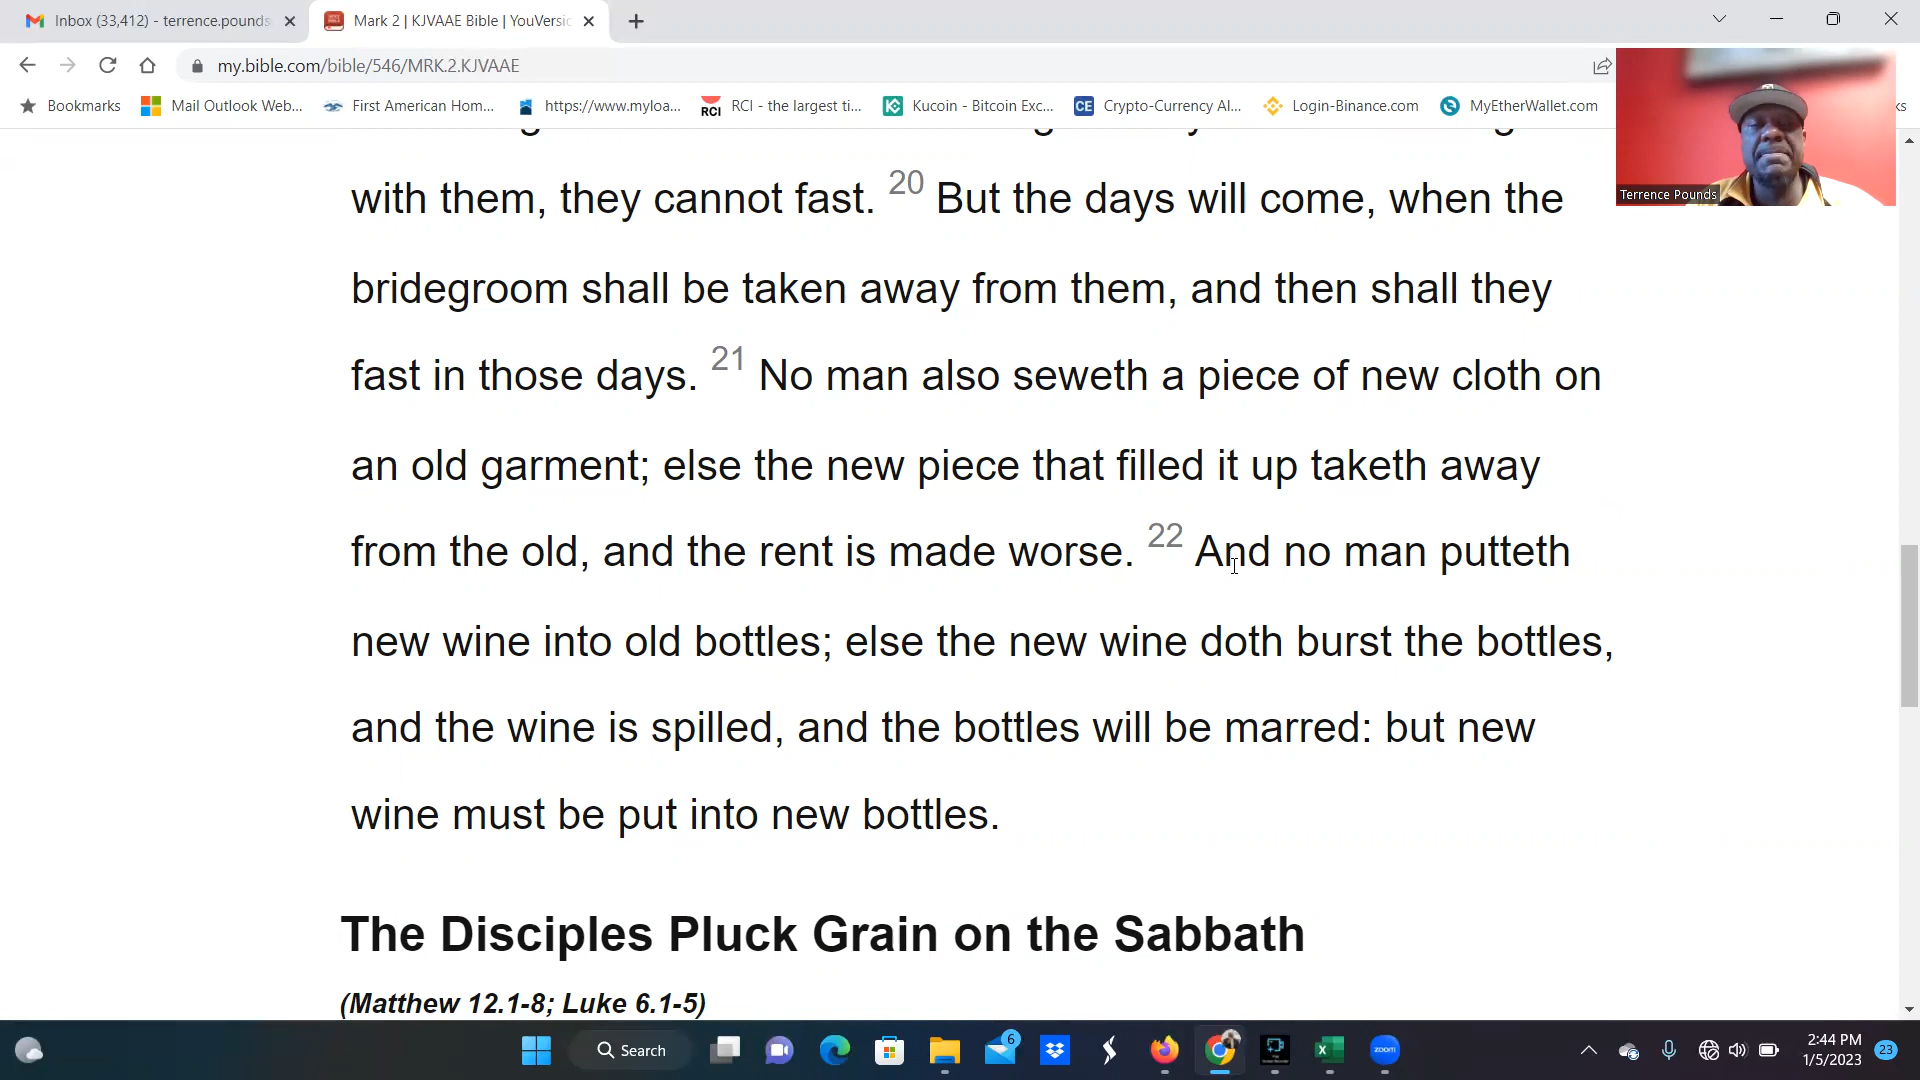 Inbox (33,412) - terrence.pounds
Mark 2 | KJVAAE Bible | YouVersio
my.bible.com/bible/546/MRK.2.KJVAAE
Bookmarks
Mail Outlook Web...
First American Hom...
https://www.myloa...
RCI
RCI - the largest ti...
Kucoin - Bitcoin Exc...
CE
Crypto-Currency Al...
Login-Binance.com
MyEtherWallet.com
Terrence Pounds
with them, they cannot fast. 20 But the days will come, when the
bridegroom shall be taken away from them, and then shall they
fast in those days. 21 No man also seweth a piece of new cloth on
an old garment; else the new piece that filled it up taketh away
from the old, and the rent is made worse. 22 And no man putteth
new wine into old bottles; else the new wine doth burst the bottles,
and the wine is spilled, and the bottles will be marred: but new
wine must be put into new bottles.
The Disciples Pluck Grain on the Sabbath
(Matthew 12.1-8; Luke 6.1-5)
Search
6
zoom
2:44 PM
1/5/2023
23